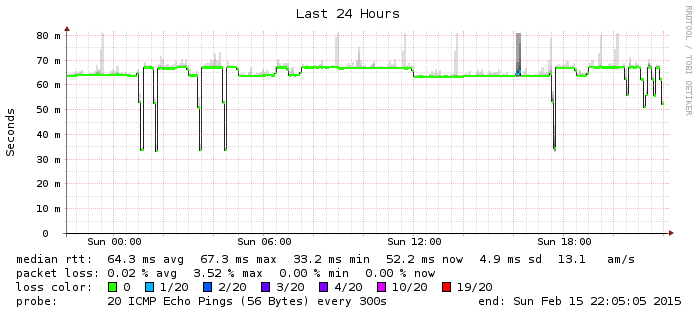 Last 24 Hours
RRDTOOL / TOBI OETIKER
80 m
70 m
60 m
50 m
40 m
30 m
20 m
10 m
0
Seconds
Sun 00:00 Sun 06:00 Sun 12:00 Sun 18:00
median rtt: 64.3 ms avg 67.3 ms max 33.2 ms min 52.2 ms now 4.9 ms sd 13.1 am/s
packet loss: 0.02 % avg 3.52 % max 0.00 % min 0.00 % now
loss color: 0 1/20 2/20 3/20 4/20 10/20 19/20
probe: 20 ICMP Echo Pings (56 Bytes) every 300s end: Sun Feb 15 22:05:05 2015